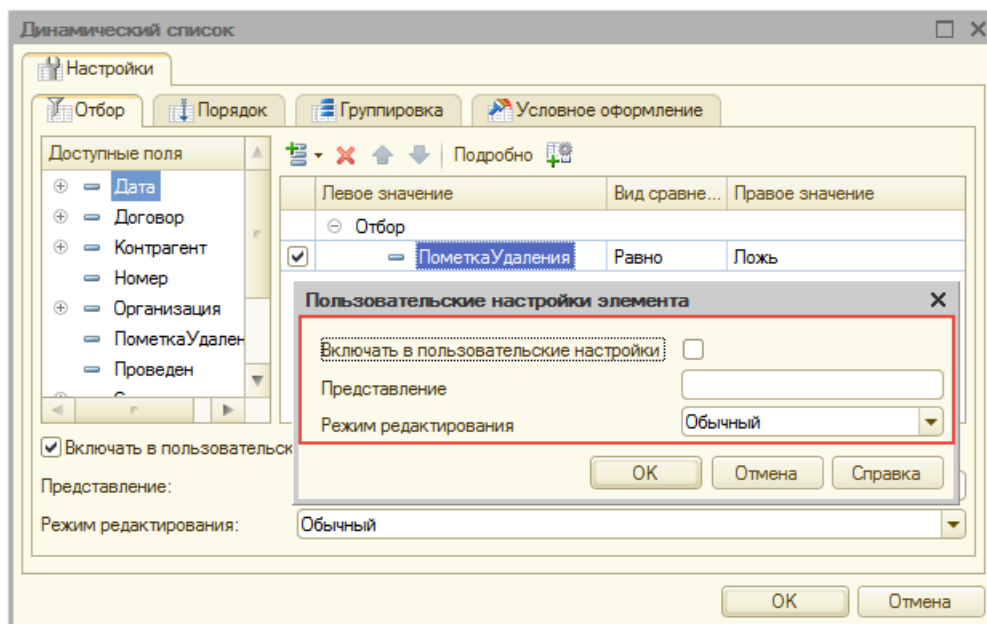 Динамический список
Настройки
Отбор Порядок Группировка Условное оформление
Доступные поля
Подробно
Дата
Договор
Контрагент
Номер
Организация
ПометкаУдален
Проведен
Левое значение Вид сравне... Правое значение
Отбор
ПометкаУдаления Равно Ложь
Пользовательские настройки элемента
Включать в пользовательские настройки
Представление
Режим редактирования Обычный
OK Отмена Справка
Включать в пользовательск
Представление:
Режим редактирования: Обычный
OK Отмена